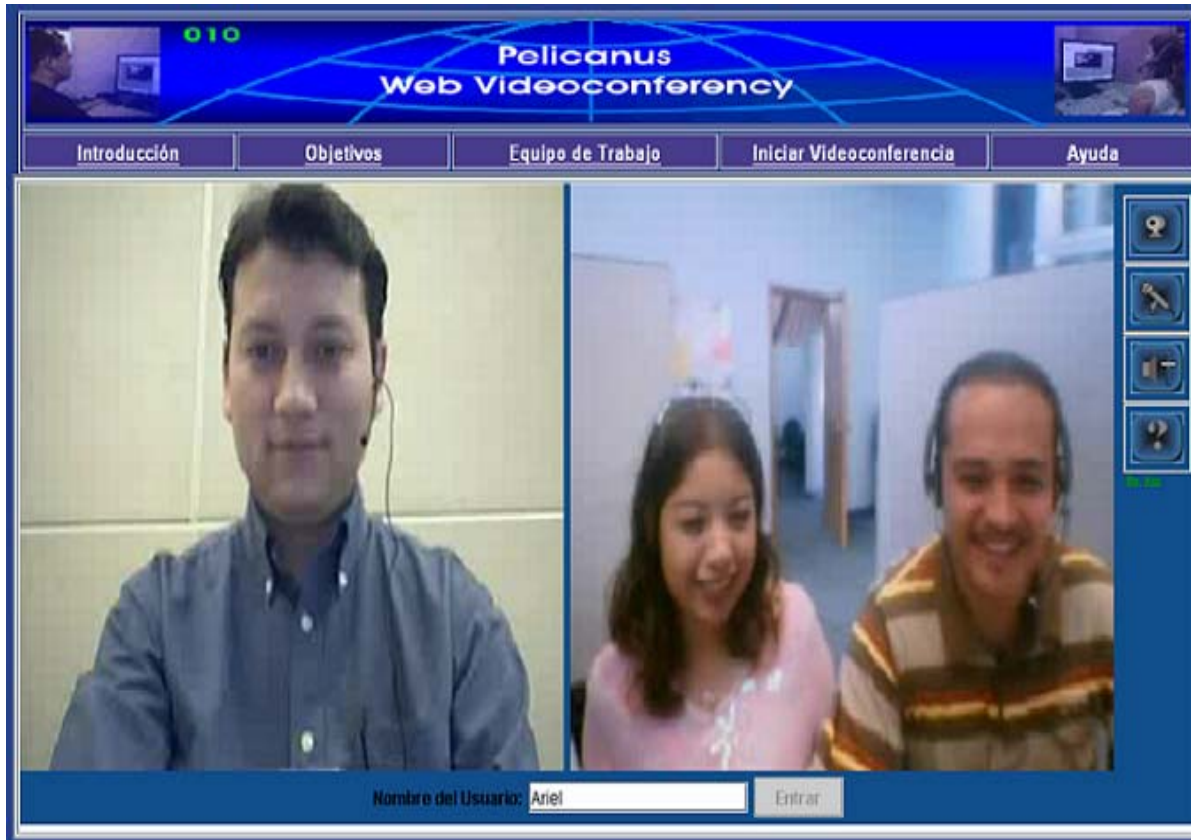 010
Pelicanus
Web Videoconferency
Introducción
Objetivos
Equipo de Trabajo
Iniciar Videoconferencia
Ayuda
Nombre del Usuario: Ariel
Entrar